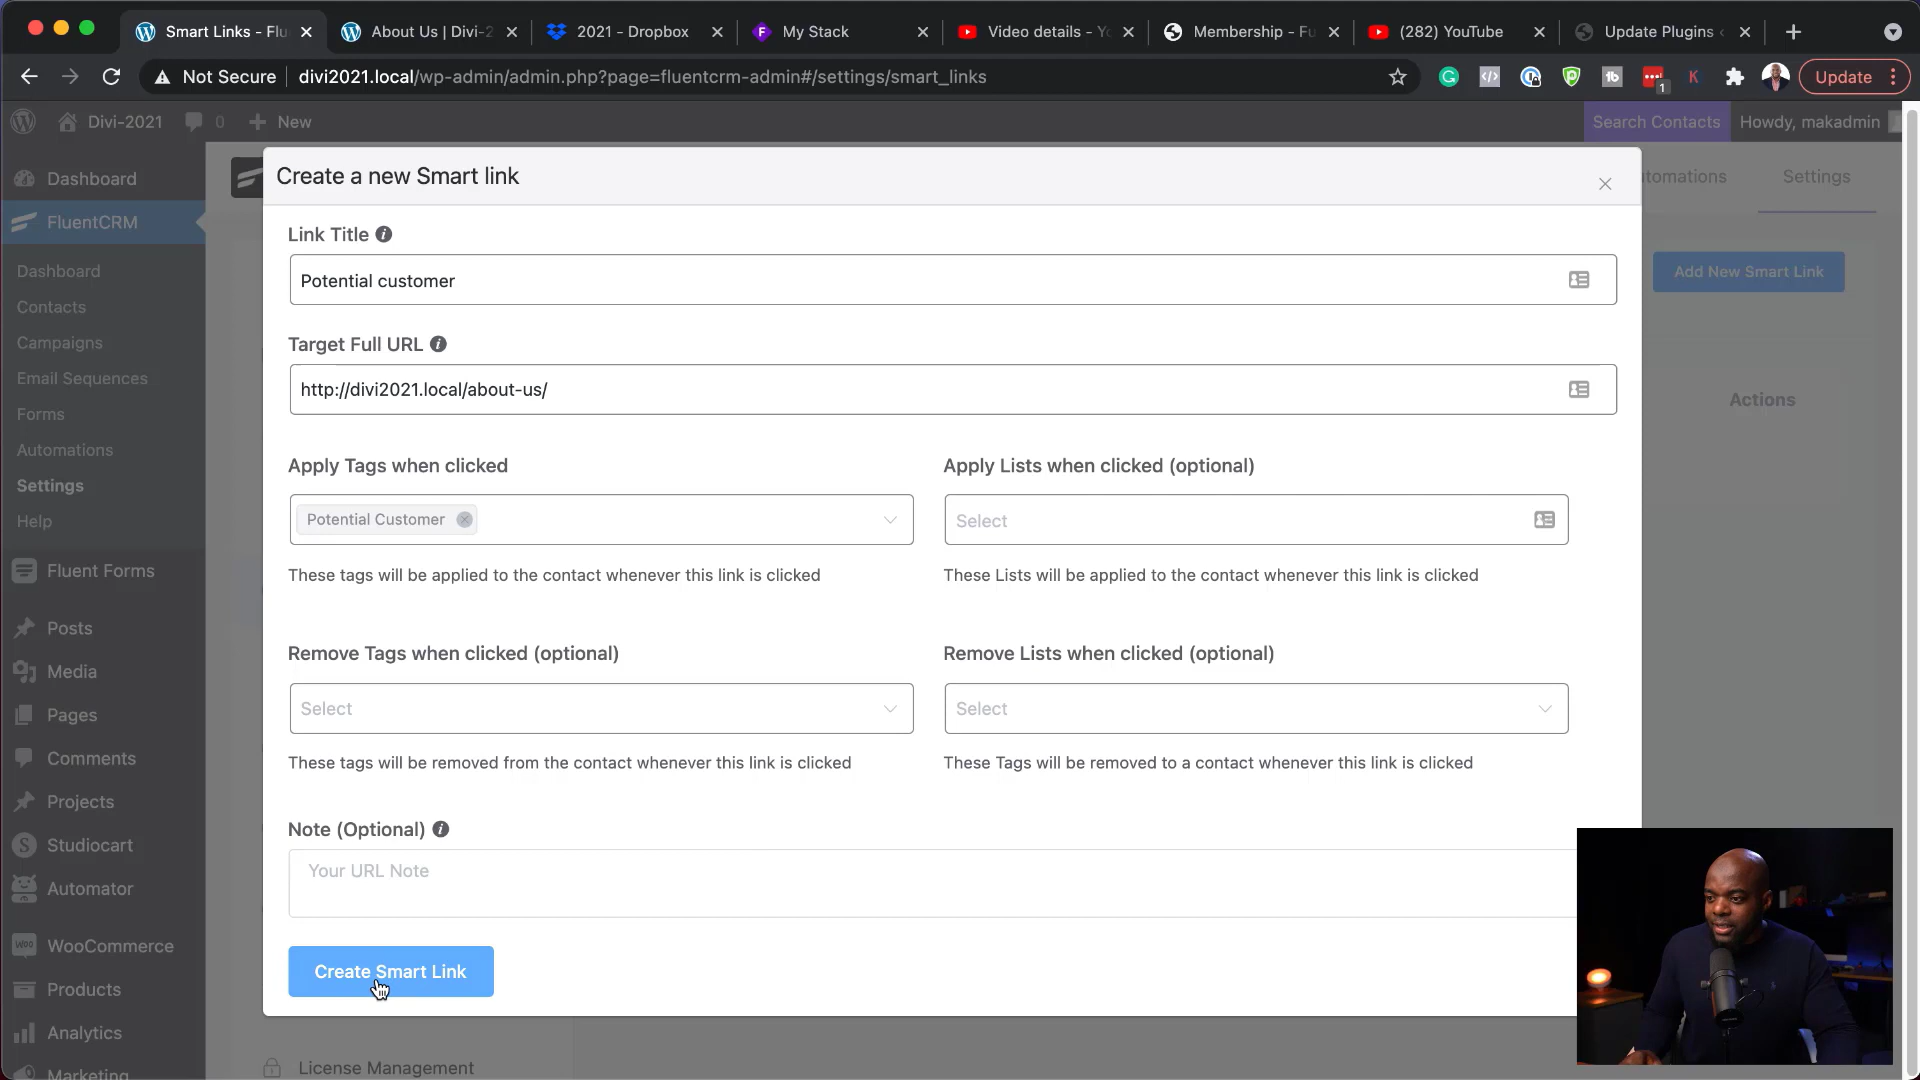 Smart Links - Flu
About Us | Divi-2
2021 - Dropbox
My Stack
Video details - Yo
Membership - Fu
(282) YouTube
Update Plugins
Not Secure
divi2021.local/wp-admin/admin.php?page=fluentcrm-admin#/settings/smart_links
1
Update
Divi-2021
0
New
Search Contacts
Howdy, makadmin
Dashboard
FluentCRM
Dashboard
Contacts
Campaigns
Email Sequences
Forms
Automations
Settings
Help
Fluent Forms
Posts
Media
Pages
Comments
Projects
Studiocart
Automator
WooCommerce
Products
Analytics
Marketing
tomations
Settings
Add New Smart Link
Actions
Create a new Smart link
Link Title
Potential customer
Target Full URL
http://divi2021.local/about-us/
Apply Tags when clicked
Potential Customer
These tags will be applied to the contact whenever this link is clicked
Apply Lists when clicked (optional)
Select
These Lists will be applied to the contact whenever this link is clicked
Remove Tags when clicked (optional)
Select
These tags will be removed from the contact whenever this link is clicked
Remove Lists when clicked (optional)
Select
These Tags will be removed to a contact whenever this link is clicked
Note (Optional)
Your URL Note
Create Smart Link
License Management